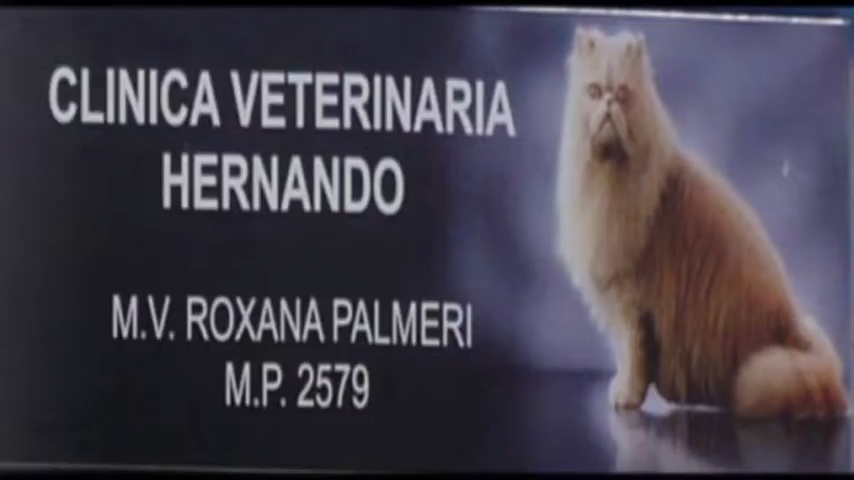 CLINICA VETERINARIA
HERNANDO
M.V. ROXANA PALMERI
M.P. 2579